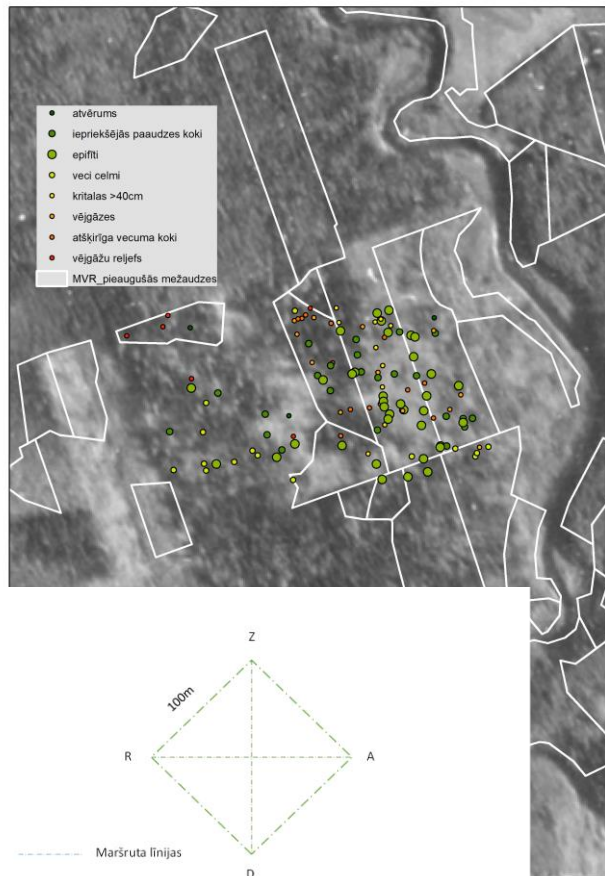 atvērums
iepriekšējās paaudzes koki
epifīti
veci celmi
kritalas >40cm
vējgāzes
atšķirīga vecuma koki
vējgāžu reljefs
MVR_pieaugušās mežaudzes
Z
100m
R
A
Maršruta līnijas
D